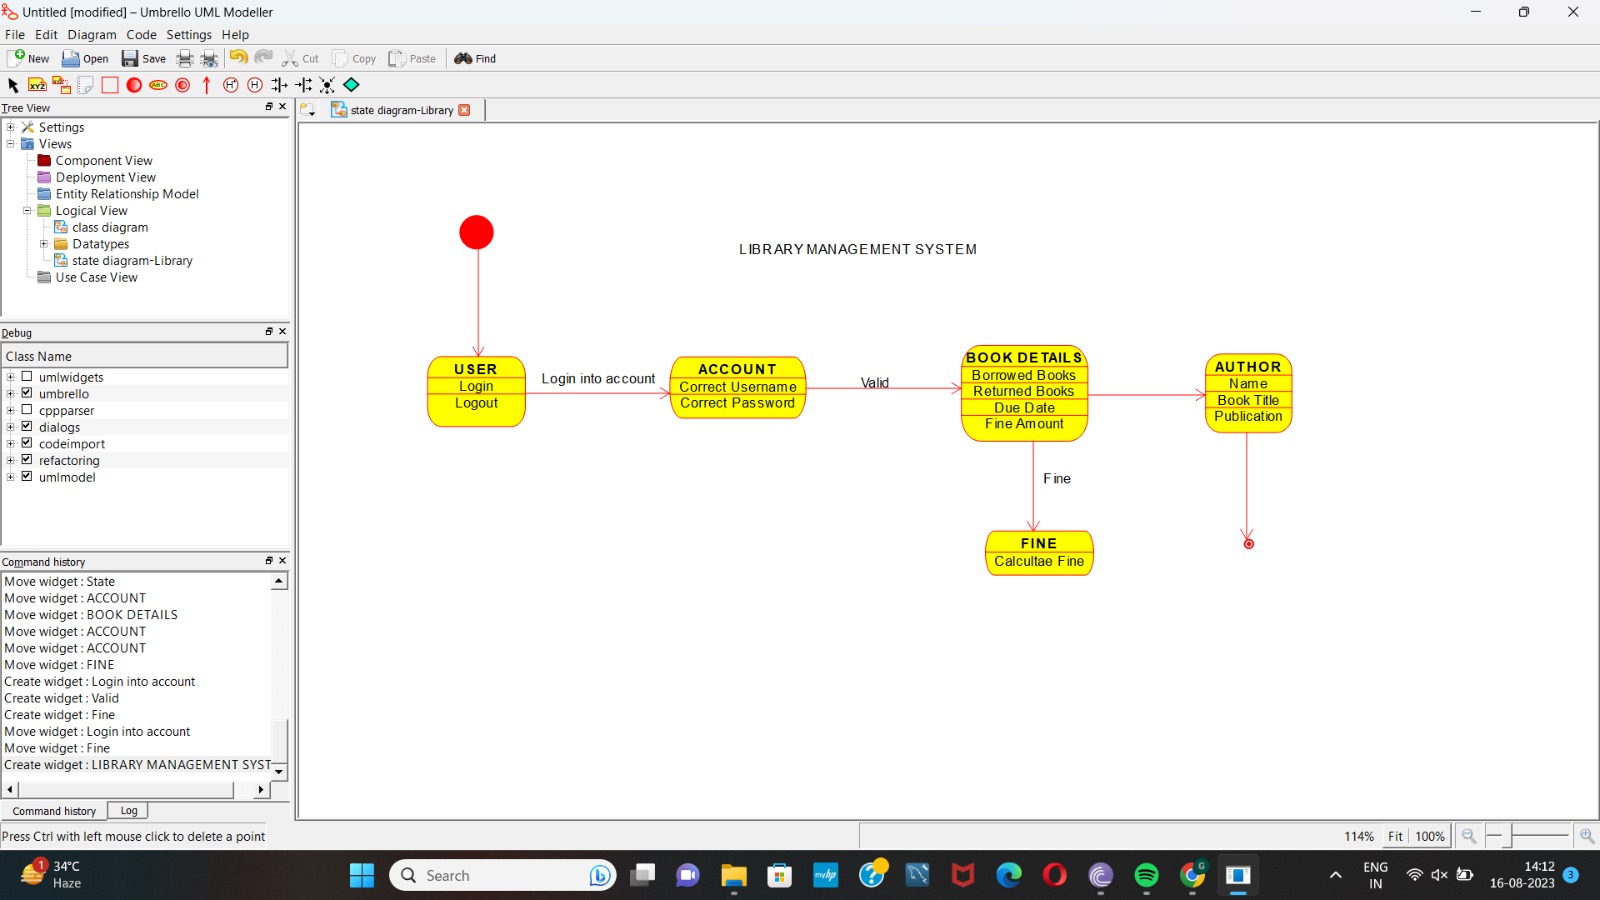 Untitled [modified] – Umbrello UML Modeller
File Edit Diagram Code Settings Help
New Open Save Cut Copy Paste Find
XYZ ABC H* H
Tree View
state diagram-Library
Settings
Views
Component View
Deployment View
Entity Relationship Model
Logical View
class diagram
Datatypes
state diagram-Library
Use Case View
Debug
Class Name
umlwidgets
umbrello
cppparser
dialogs
codeimport
refactoring
umlmodel
Command history
Move widget : State
Move widget : ACCOUNT
Move widget : BOOK DETAILS
Move widget : ACCOUNT
Move widget : ACCOUNT
Move widget : FINE
Create widget : Login into account
Create widget : Valid
Create widget : Fine
Move widget : Login into account
Move widget : Fine
Create widget : LIBRARY MANAGEMENT SYST
Command history Log
Press Ctrl with left mouse click to delete a point
LIBRARY MANAGEMENT SYSTEM
USER
Login
Logout
Login into account
ACCOUNT
Correct Username
Correct Password
Valid
BOOK DETAILS
Borrowed Books
Returned Books
Due Date
Fine Amount
AUTHOR
Name
Book Title
Publication
Fine
FINE
Calcultae Fine
114% Fit 100%
1
34°C
Haze
Search
myhp
G
ENG
IN
14:12
16-08-2023
3